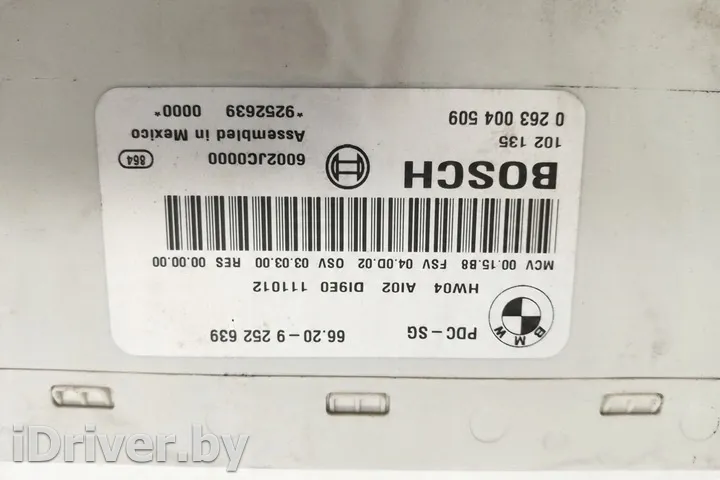 BMW
PDC-SG 66.20-9 252 639
HW04 AI02 DI9E0 111012
MCV 00.15.B8 FSV 04.0D.02 OSV 03.03.00 RES 00.00.00
BOSCH 6002JC0000 864
102 135 Assembled in Mexico
0 263 004 509 *9252639 0000*
iDriver.by